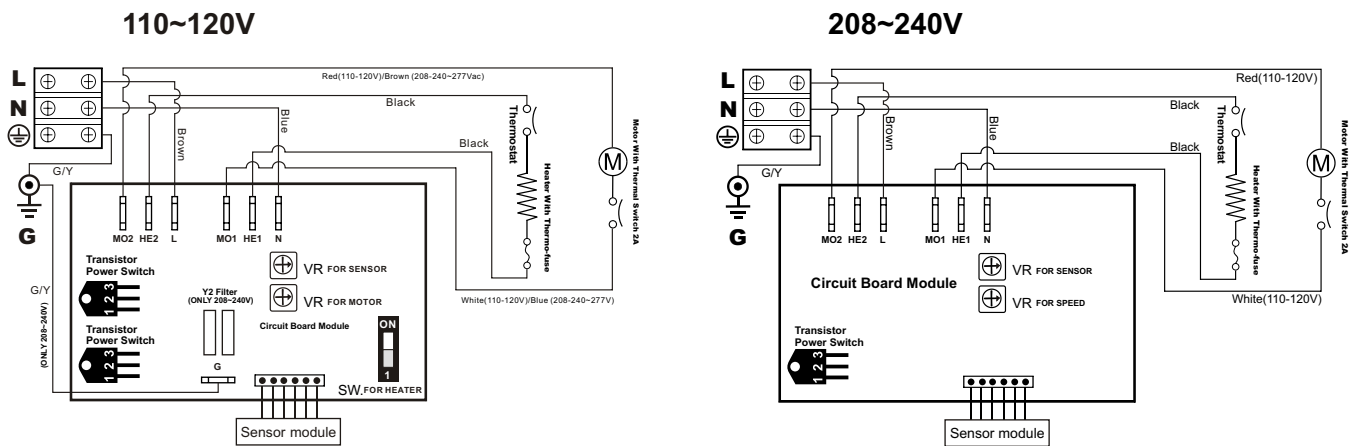 110~120V
L
N
G
G/Y
G/Y
(ONLY 208~240V)
Brown
Blue
Red(110-120V)/Brown (208-240~277Vac)
Black
Black
Thermostat
Heater With Thermo-fuse
M
Motor With Thermal Switch 2A
White(110-120V)/Blue (208-240~277V)
MO2 HE2 L MO1 HE1 N
Transistor
Power Switch
1 2 3
Transistor
Power Switch
1 2 3
Y2 Filter
(ONLY 208~240V)
G
VR FOR SENSOR
VR FOR MOTOR
Circuit Board Module
ON
1
SW.FOR HEATER
Sensor module
208~240V
L
N
G
G/Y
Brown
Blue
Red(110-120V)
Black
Black
Thermostat
Heater With Thermo-fuse
M
Motor With Thermal Switch 2A
White(110-120V)
MO2 HE2 L MO1 HE1 N
VR FOR SENSOR
Circuit Board Module
VR FOR SPEED
Transistor
Power Switch
1 2 3
Sensor module